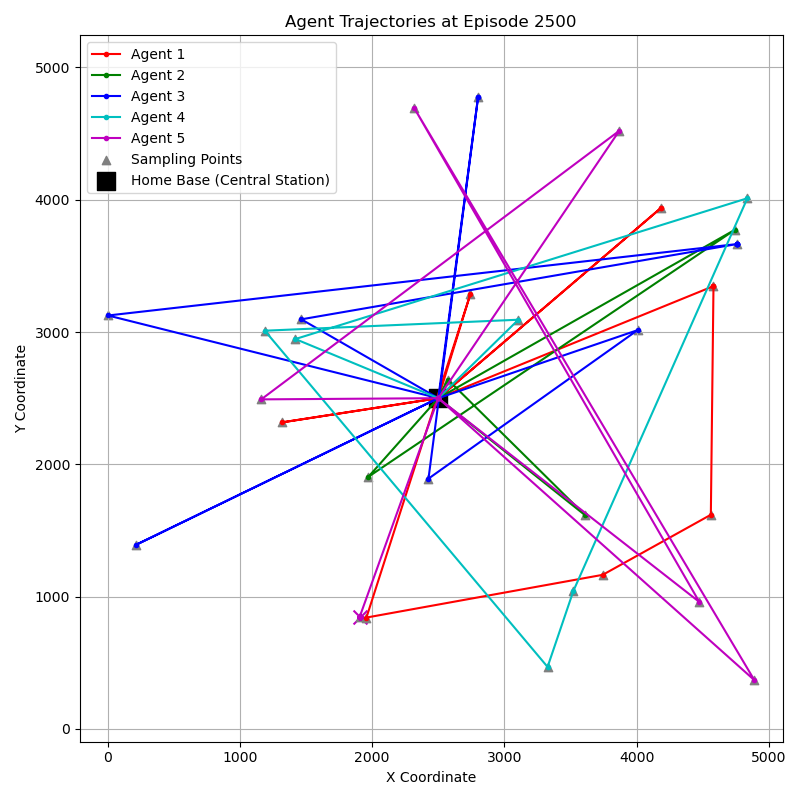 Agent Trajectories at Episode 2500
Agent 1
Agent 2
Agent 3
Agent 4
Agent 5
Sampling Points
Home Base (Central Station)
5000
4000
3000
2000
1000
0
Y Coordinate
0 1000 2000 3000 4000 5000
X Coordinate